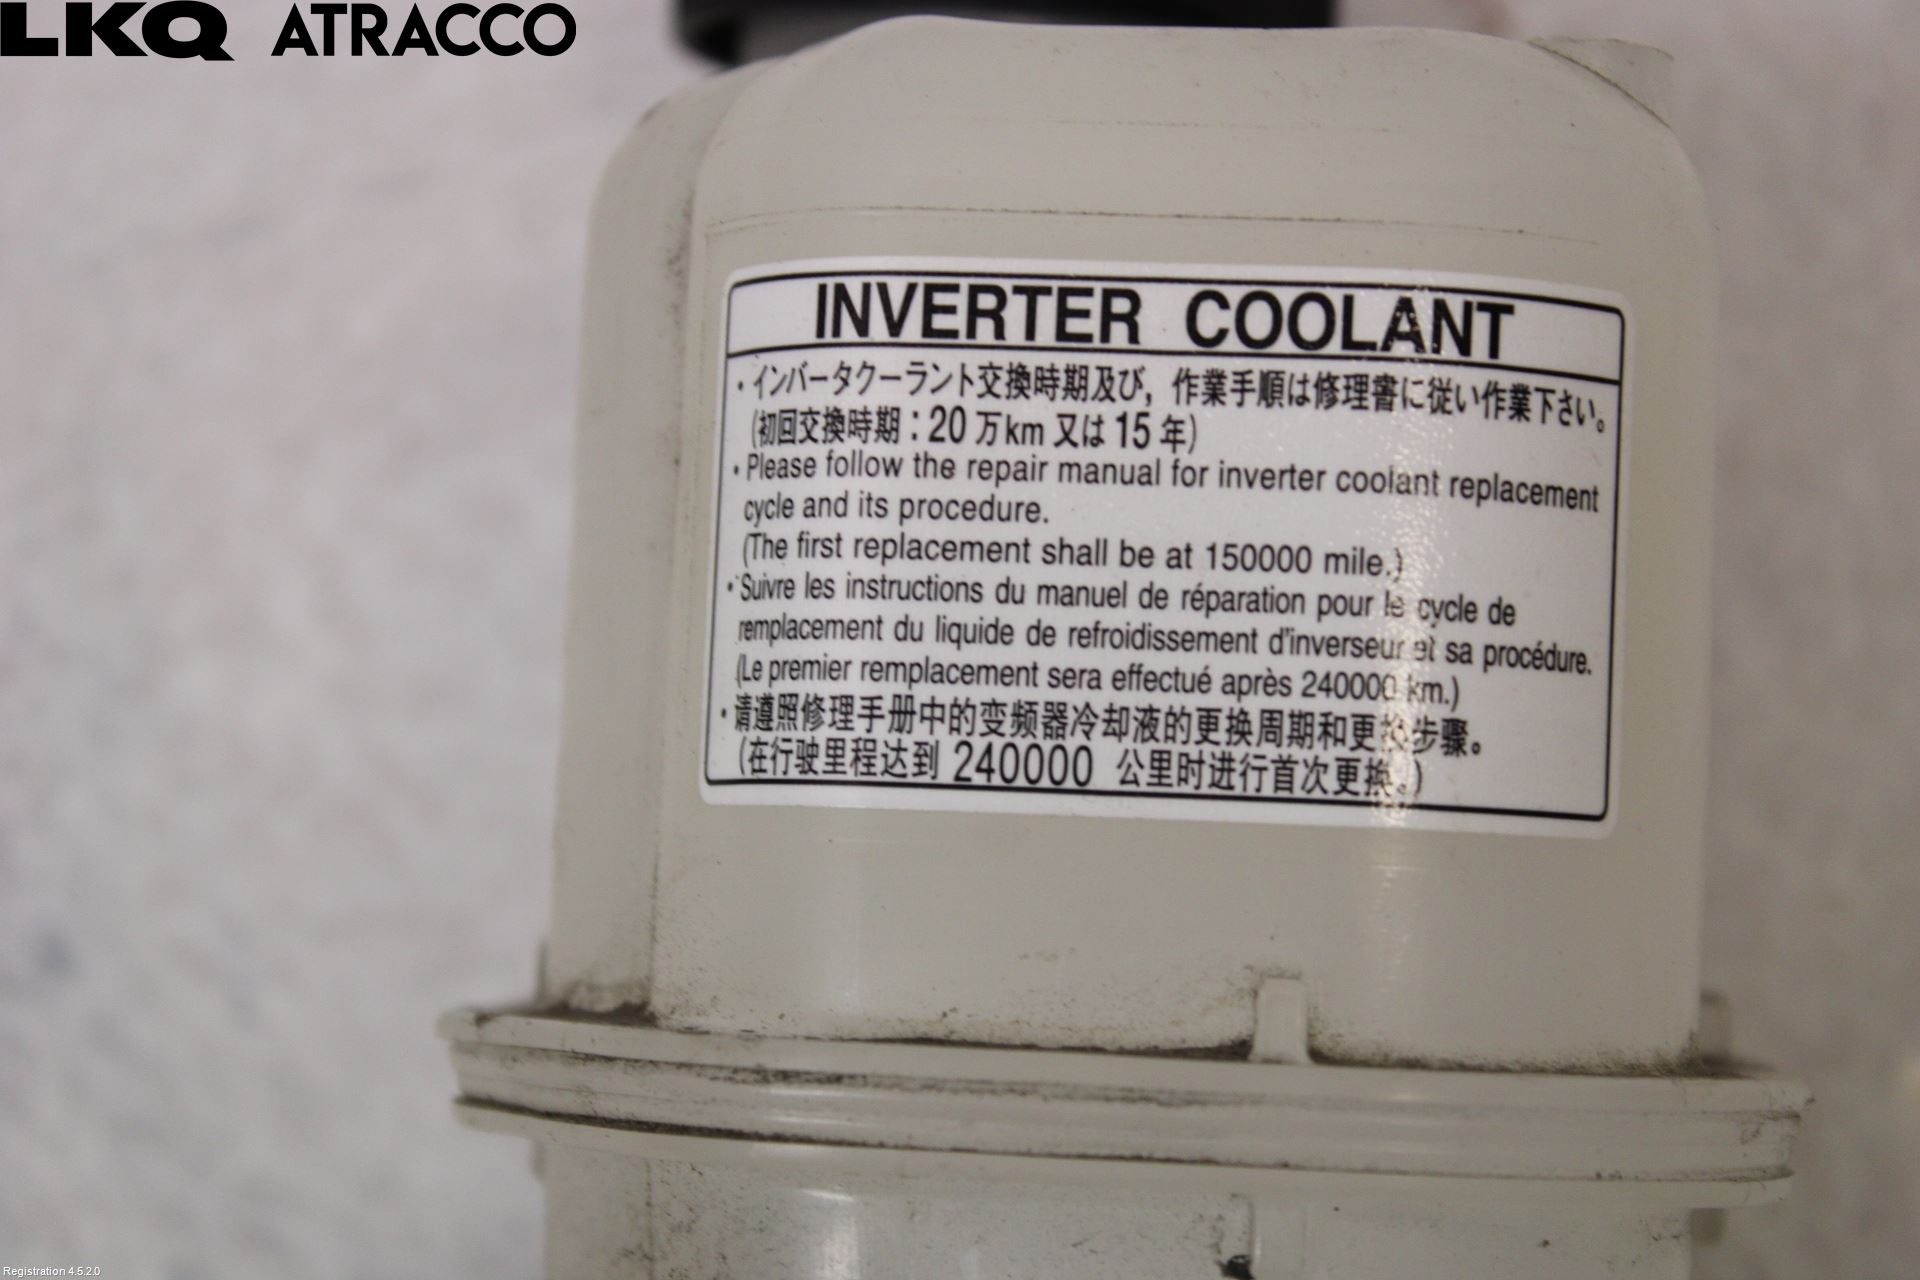 LKQ ATRACCO
INVERTER COOLANT
・インバータクーラント交換時期及び，作業手順は修理書に従い作業下さい。
(初回交換時期：20万km又は15年)
・Please follow the repair manual for inverter coolant replacement
cycle and its procedure.
(The first replacement shall be at 150000 mile.)
・Suivre les instructions du manuel de réparation pour le cycle de
remplacement du liquide de refroidissement d'inverseur et sa procédure.
(Le premier remplacement sera effectué après 240000 km.)
・请遵照修理手册中的变频器冷却液的更换周期和更换步骤。
(在行驶里程达到 240000 公里时进行首次更换。)
Registration 4.5.2.0